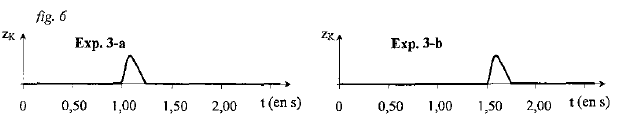 fig. 6
zK Exp. 3-a
0 0,50 1,00 1,50 2,00 t (en s)
zK Exp. 3-b
0 0,50 1,00 1,50 2,00 t (en s)